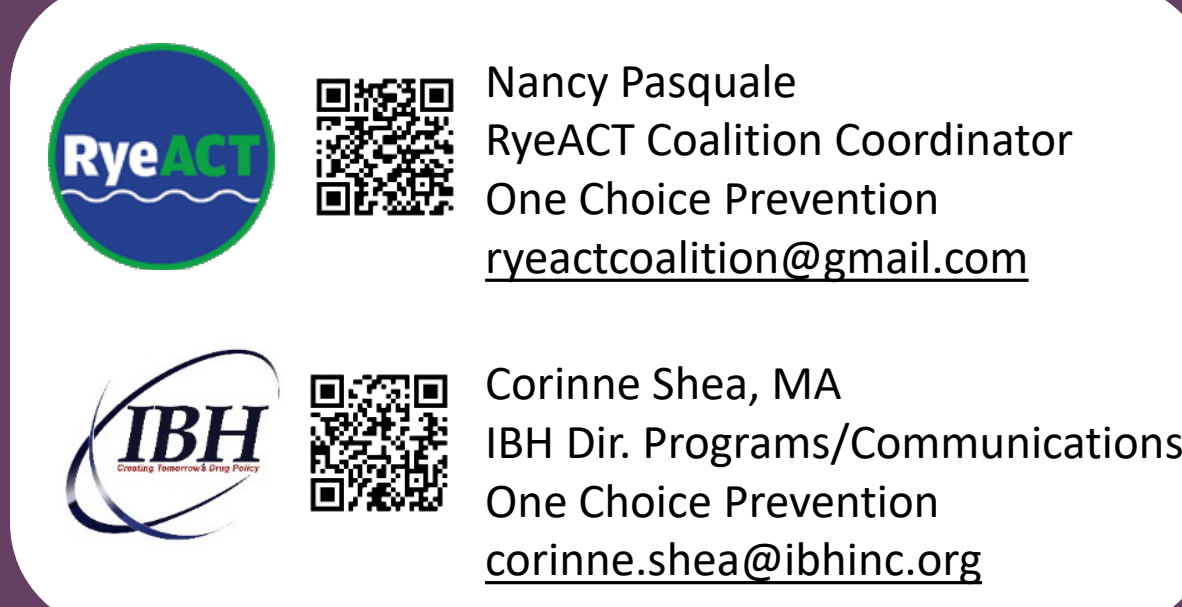 RyeACT
Nancy Pasquale
RyeACT Coalition Coordinator
One Choice Prevention
ryeactcoalition@gmail.com
IBH
Creating Tomorrow's Drug Policy
Corinne Shea, MA
IBH Dir. Programs/Communications
One Choice Prevention
corinne.shea@ibhinc.org